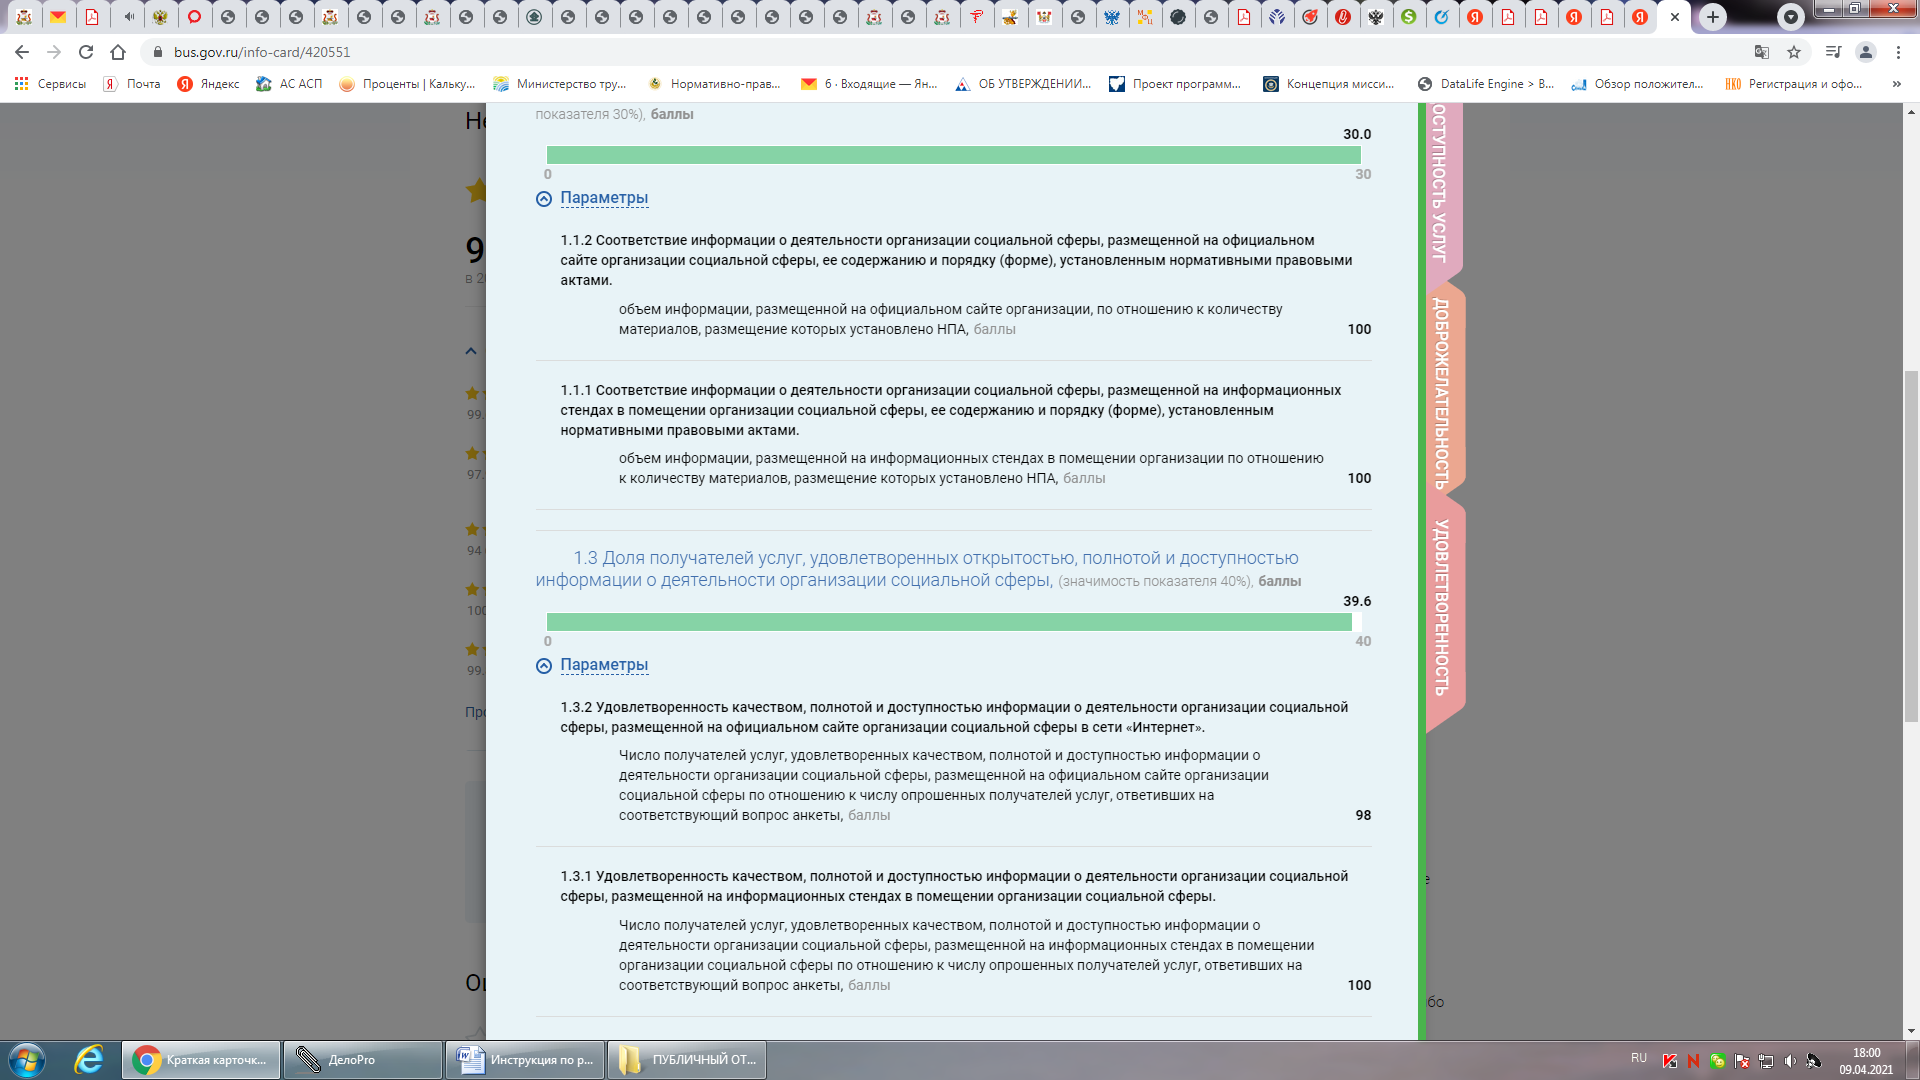 bus.gov.ru/info-card/420551
Сервисы
Почта
Яндекс
АС АСП
Проценты | Кальку...
Министерство тру...
Нормативно-прав...
6 · Входящие — Ян...
ОБ УТВЕРЖДЕНИИ...
Проект программ...
Концепция мисси...
DataLife Engine > В...
Обзор положител...
НКО Регистрация и офо...
»
показателя 30%), баллы
30.0
0
30
Параметры
1.1.2 Соответствие информации о деятельности организации социальной сферы, размещенной на официальном
сайте организации социальной сферы, ее содержанию и порядку (форме), установленным нормативными правовыми
актами.
объем информации, размещенной на официальном сайте организации, по отношению к количеству
материалов, размещение которых установлено НПА, баллы 100
1.1.1 Соответствие информации о деятельности организации социальной сферы, размещенной на информационных
стендах в помещении организации социальной сферы, ее содержанию и порядку (форме), установленным
нормативными правовыми актами.
объем информации, размещенной на информационных стендах в помещении организации по отношению
к количеству материалов, размещение которых установлено НПА, баллы 100
1.3 Доля получателей услуг, удовлетворенных открытостью, полнотой и доступностью
информации о деятельности организации социальной сферы, (значимость показателя 40%), баллы
39.6
0
40
Параметры
1.3.2 Удовлетворенность качеством, полнотой и доступностью информации о деятельности организации социальной
сферы, размещенной на официальном сайте организации социальной сферы в сети «Интернет».
Число получателей услуг, удовлетворенных качеством, полнотой и доступностью информации о
деятельности организации социальной сферы, размещенной на официальном сайте организации
социальной сферы по отношению к числу опрошенных получателей услуг, ответивших на
соответствующий вопрос анкеты, баллы 98
1.3.1 Удовлетворенность качеством, полнотой и доступностью информации о деятельности организации социальной
сферы, размещенной на информационных стендах в помещении организации социальной сферы.
Число получателей услуг, удовлетворенных качеством, полнотой и доступностью информации о
деятельности организации социальной сферы, размещенной на информационных стендах в помещении
организации социальной сферы по отношению к числу опрошенных получателей услуг, ответивших на
соответствующий вопрос анкеты, баллы 100
ОСТУПНОСТЬ УСЛУГ
ДОБРОЖЕЛАТЕЛЬНОСТЬ
УДОВЛЕТВОРЕННОСТЬ
Не
9
в 2
99.
97.
94
100
99.
Пр
Краткая карточк...
ДелоPro
Инструкция по р...
ПУБЛИЧНЫЙ ОТ...
RU
18:00
09.04.2021